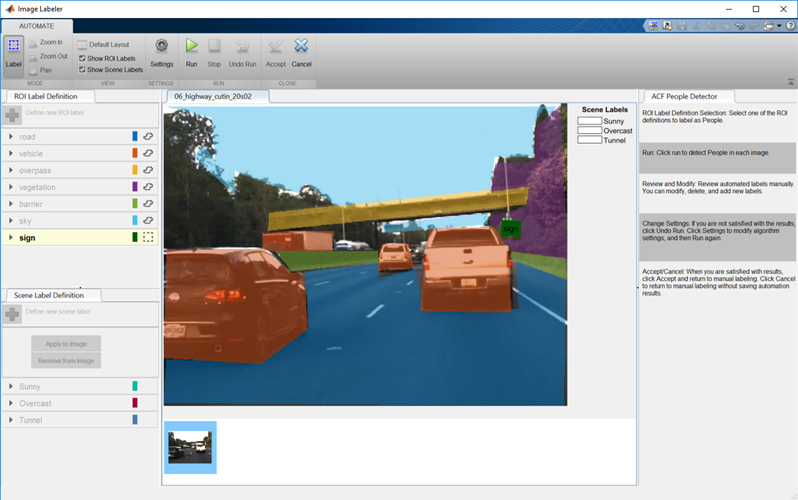 Image Labeler
AUTOMATE
Label
Zoom In
Zoom Out
Pan
MODE
Default Layout
Show ROI Labels
Show Scene Labels
VIEW
Settings
SETTINGS
Run
Stop
Undo Run
RUN
Accept
Cancel
CLOSE
ROI Label Definition
Define new ROI label
road
vehicle
overpass
vegetation
barrier
sky
sign
Scene Label Definition
Define new scene label
Apply to Image
Remove from Image
Sunny
Overcast
Tunnel
06_highway_cutin_20s02
sign
Scene Labels
Sunny
Overcast
Tunnel
ACF People Detector
ROI Label Definition Selection: Select one of the ROI
definitions to label as People.
Run: Click run to detect People in each image.
Review and Modify: Review automated labels manually.
You can modify, delete, and add new labels.
Change Settings: If you are not satisfied with the results,
click Undo Run. Click Settings to modify algorithm
settings, and then Run again.
Accept/Cancel: When you are satisfied with results,
click Accept and return to manual labeling. Click Cancel
to return to manual labeling without saving automation
results.